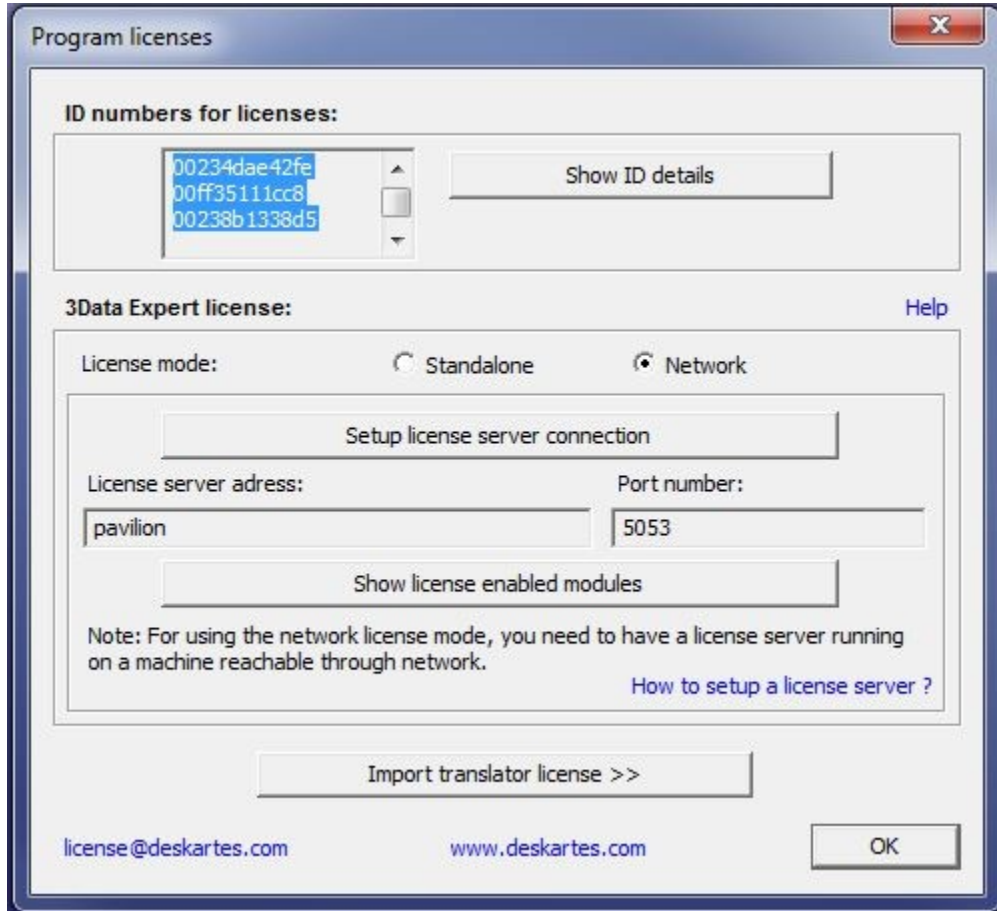 Program licenses
ID numbers for licenses:
00234dae42fe
00ff35111cc8
00238b1338d5
Show ID details
3Data Expert license:
Help
License mode:
Standalone
Network
Setup license server connection
License server adress:
Port number:
pavilion
5053
Show license enabled modules
Note: For using the network license mode, you need to have a license server running
on a machine reachable through network.
How to setup a license server ?
Import translator license >>
license@deskartes.com
www.deskartes.com
OK